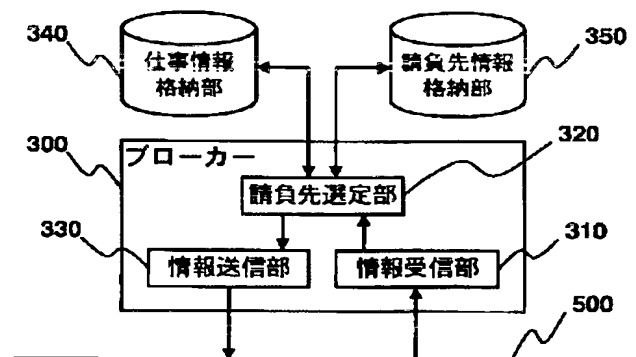 340
仕事情報
格納部
請負先情報
格納部
350
300
ブローカー
320
請負先選定部
330
情報送信部
情報受信部
310
500